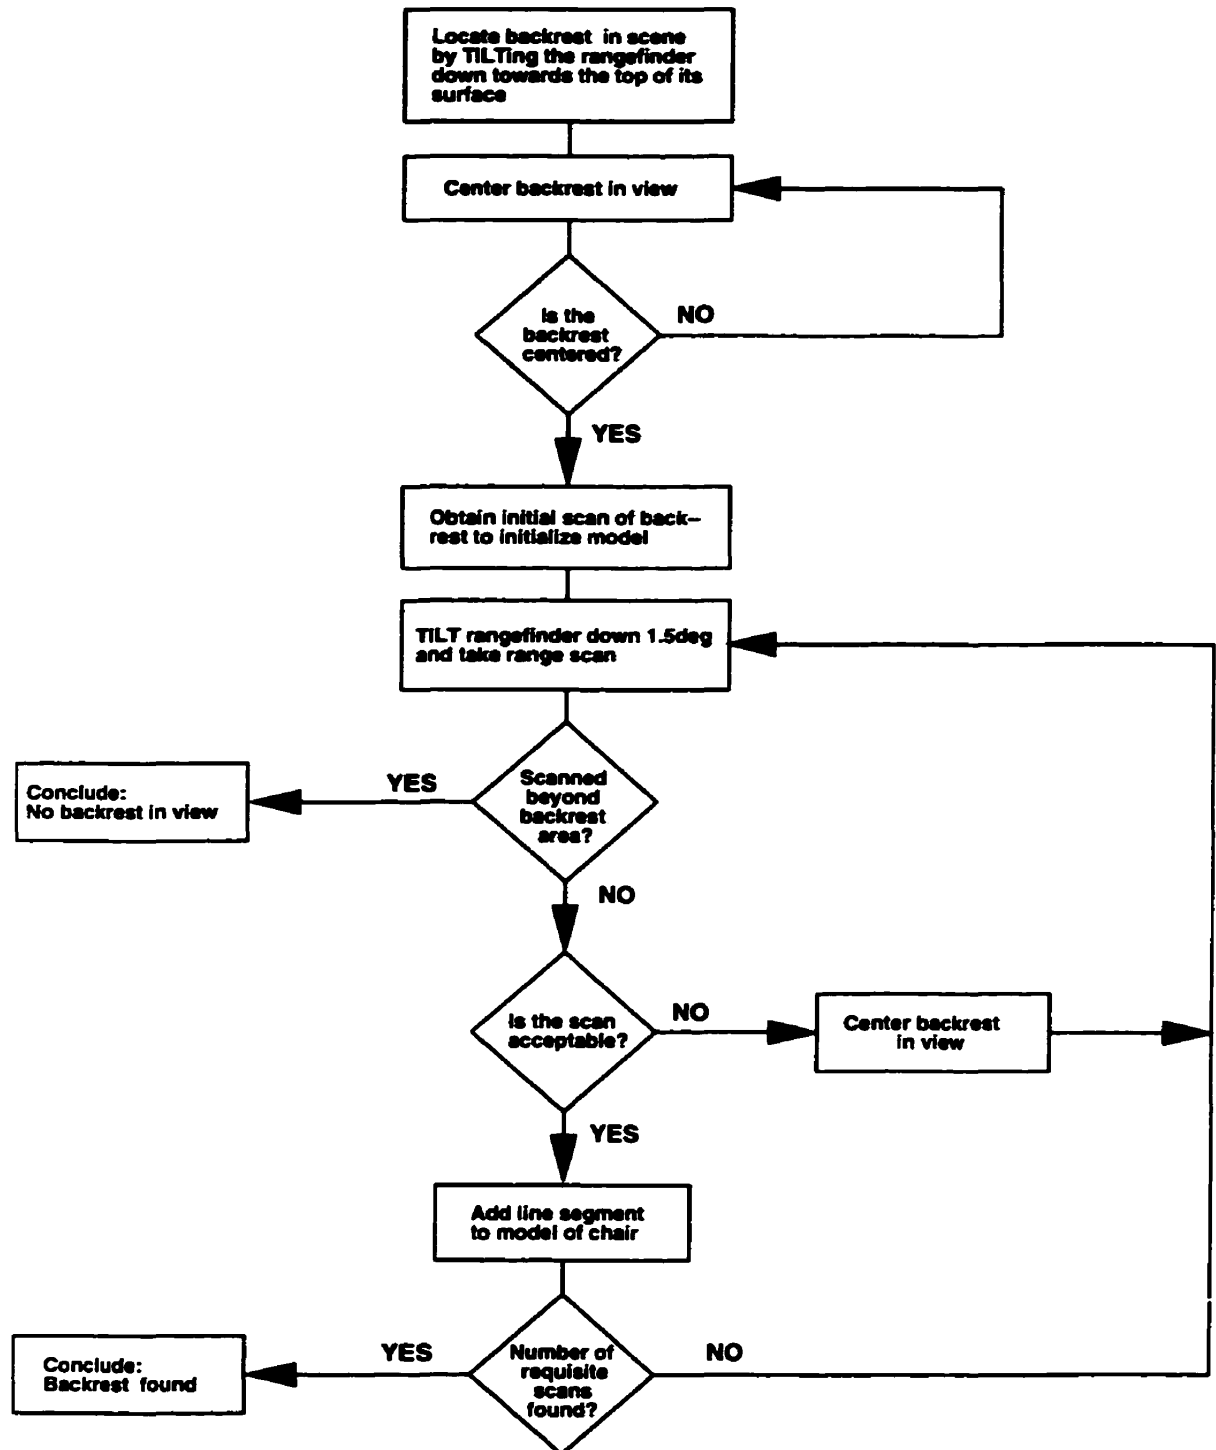 Locate backrest in scene
by TILTing the rangefinder
down towards the top of its
surface
Center backrest in view
Is the
backrest
centered?
NO
YES
Obtain initial scan of back-
rest to initialize model
TILT rangefinder down 1.5deg
and take range scan
Scanned
beyond
backrest
area?
YES
Conclude:
No backrest in view
NO
Is the scan
acceptable?
NO
Center backrest
in view
YES
Add line segment
to model of chair
Number of
requisite
scans
found?
YES
Conclude:
Backrest found
NO